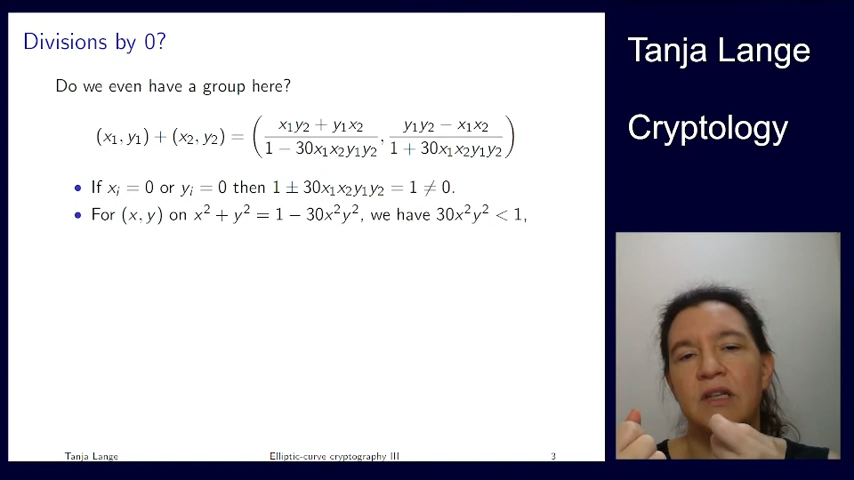 Divisions by 0?
Do we even have a group here?
(x₁, y₁) + (x₂, y₂) = ( (x₁y₂ + y₁x₂)/(1 − 30x₁x₂y₁y₂), (y₁y₂ − x₁x₂)/(1 + 30x₁x₂y₁y₂) )
• If xᵢ = 0 or yᵢ = 0 then 1 ± 30x₁x₂y₁y₂ = 1 ≠ 0.
• For (x, y) on x² + y² = 1 − 30x²y², we have 30x²y² < 1,
Tanja Lange Elliptic-curve cryptography III 3
Tanja Lange
Cryptology